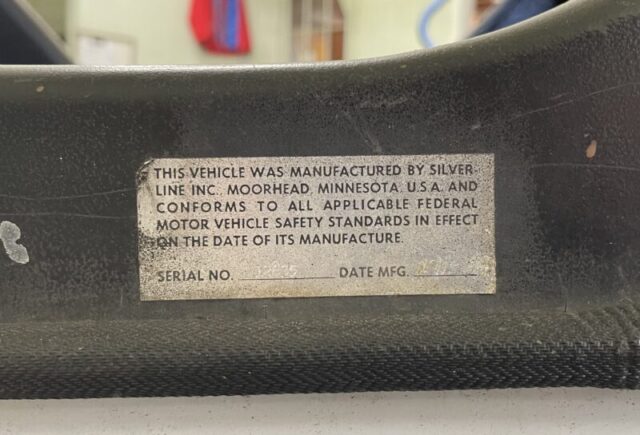 THIS VEHICLE WAS MANUFACTURED BY SILVER-
LINE INC. MOORHEAD, MINNESOTA U.S.A. AND
CONFORMS TO ALL APPLICABLE FEDERAL
MOTOR VEHICLE SAFETY STANDARDS IN EFFECT
ON THE DATE OF ITS MANUFACTURE.
SERIAL NO. DATE MFG.